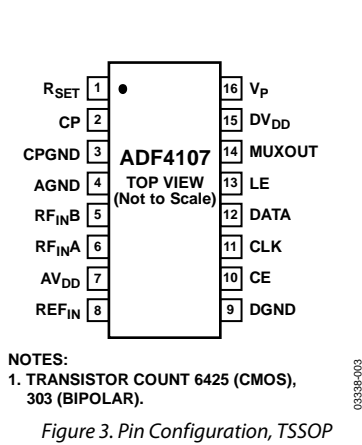 RSET 1
CP 2
CPGND 3
AGND 4
RFINB 5
RFINA 6
AVDD 7
REFIN 8
ADF4107
TOP VIEW
(Not to Scale)
16 VP
15 DVDD
14 MUXOUT
13 LE
12 DATA
11 CLK
10 CE
9 DGND
NOTES:
1. TRANSISTOR COUNT 6425 (CMOS),
303 (BIPOLAR).
03338-003
Figure 3. Pin Configuration, TSSOP